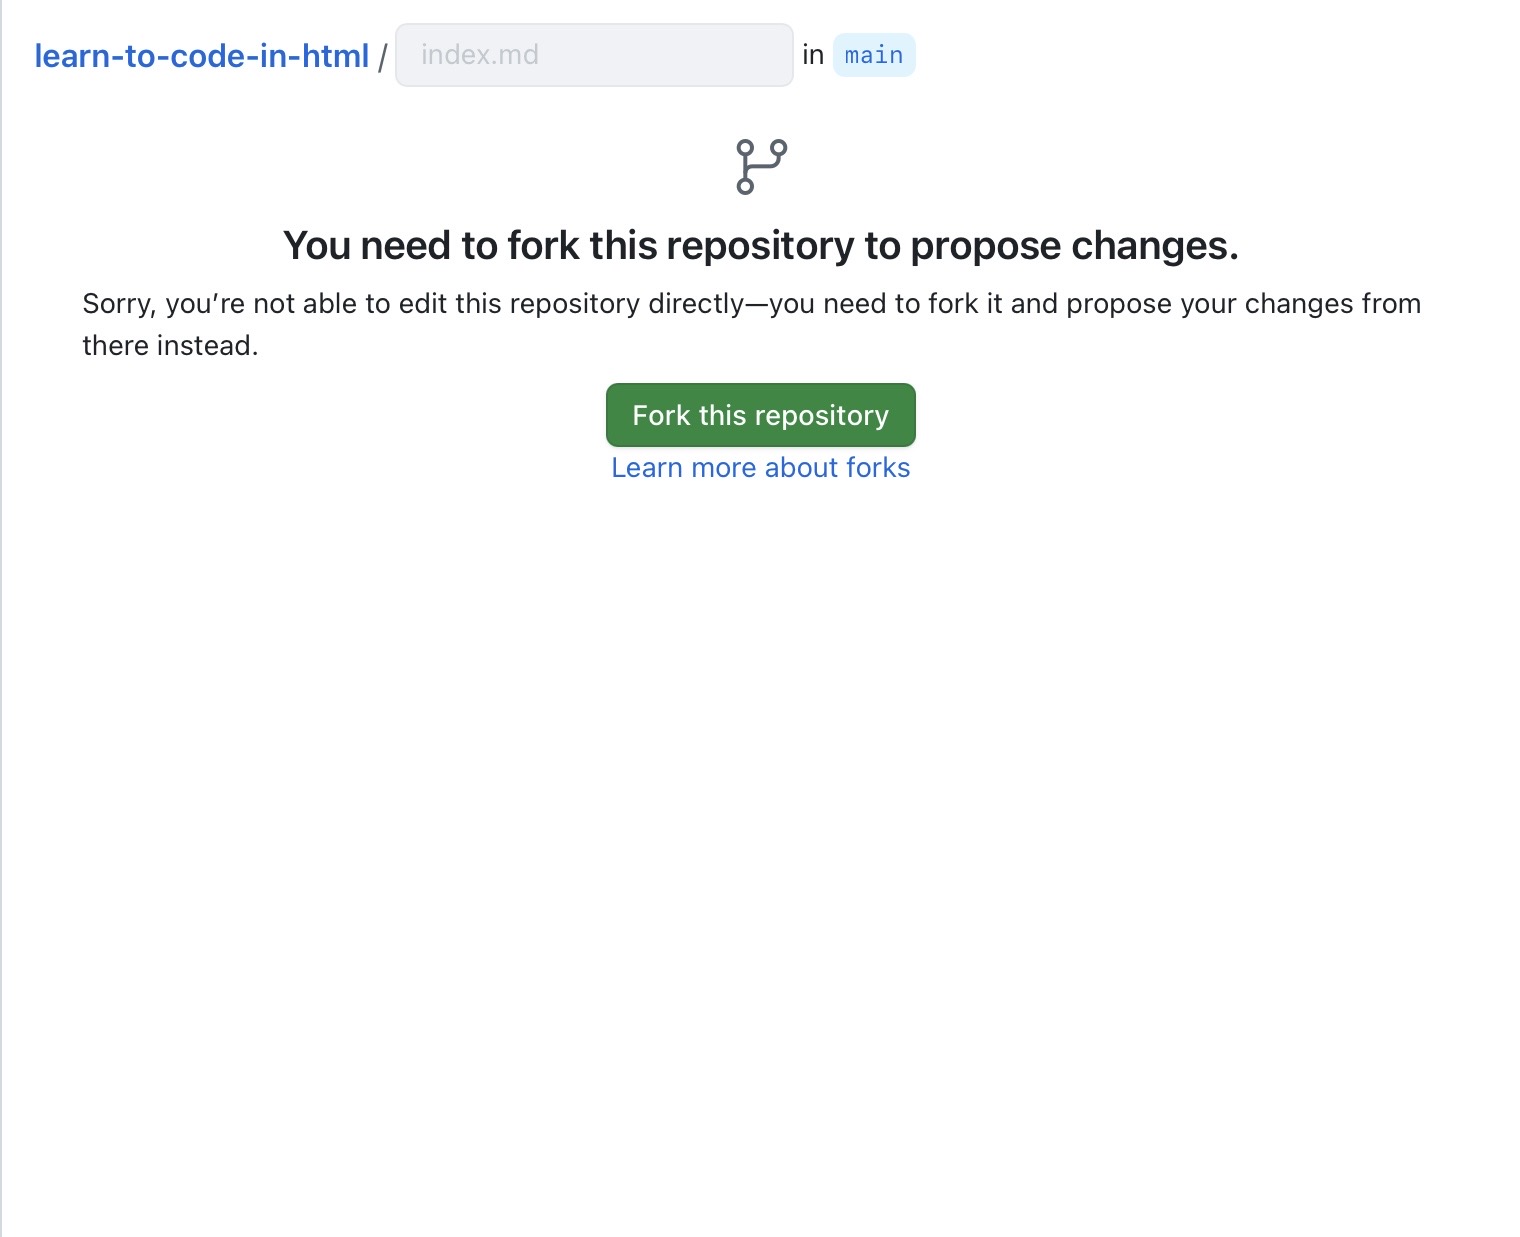 learn-to-code-in-html / index.md in main
You need to fork this repository to propose changes.
Sorry, you’re not able to edit this repository directly—you need to fork it and propose your changes from
there instead.
Fork this repository
Learn more about forks